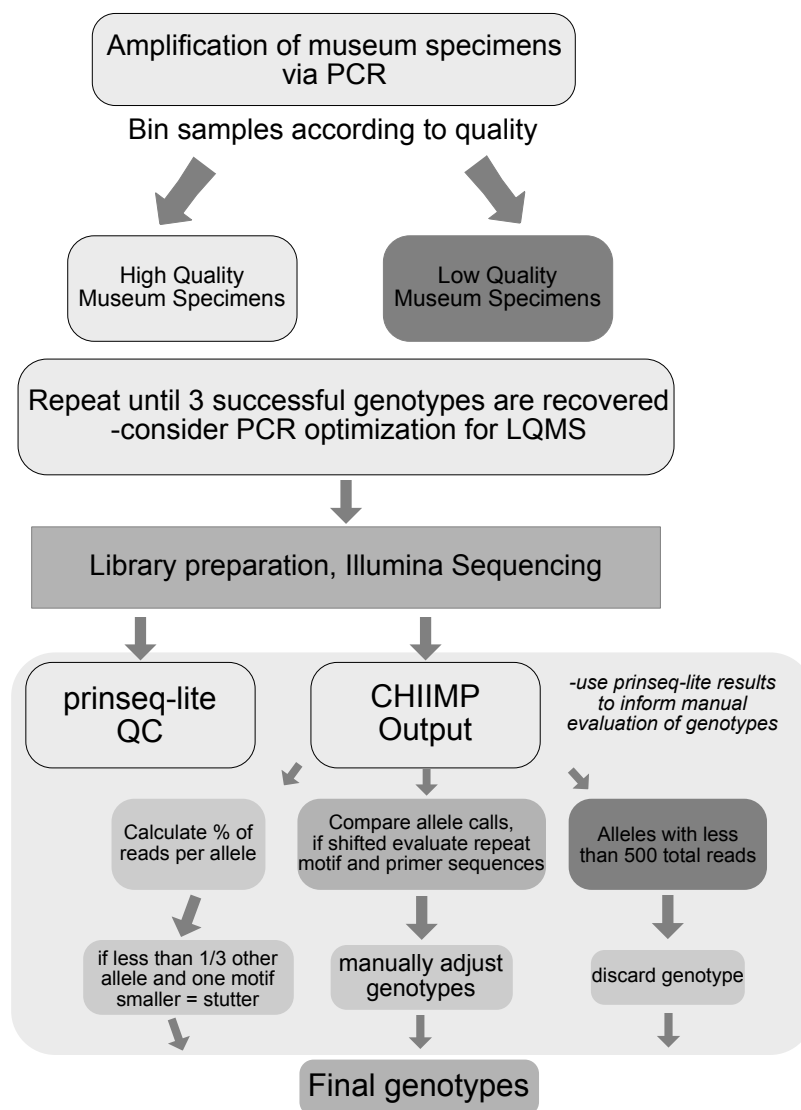 Amplification of museum specimens
via PCR
Bin samples according to quality
High Quality
Museum Specimens
Low Quality
Museum Specimens
Repeat until 3 successful genotypes are recovered
-consider PCR optimization for LQMS
Library preparation, Illumina Sequencing
prinseq-lite
QC
CHIIMP
Output
-use prinseq-lite results
to inform manual
evaluation of genotypes
Calculate % of
reads per allele
Compare allele calls,
if shifted evaluate repeat
motif and primer sequences
Alleles with less
than 500 total reads
if less than 1/3 other
allele and one motif
smaller = stutter
manually adjust
genotypes
discard genotype
Final genotypes